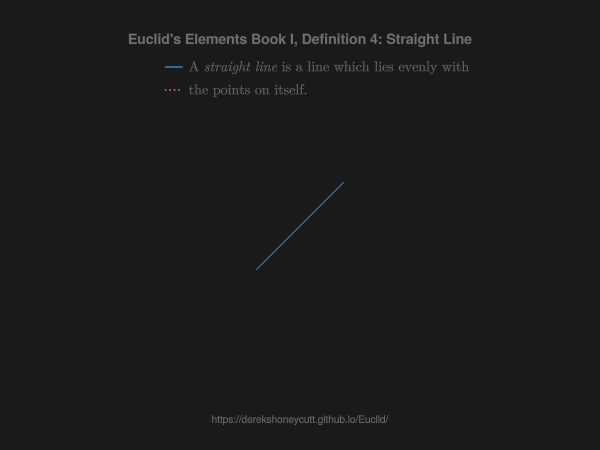 Euclid's Elements Book I, Definition 4: Straight Line
A straight line is a line which lies evenly with
the points on itself.
https://derekshoneycutt.github.io/Euclid/